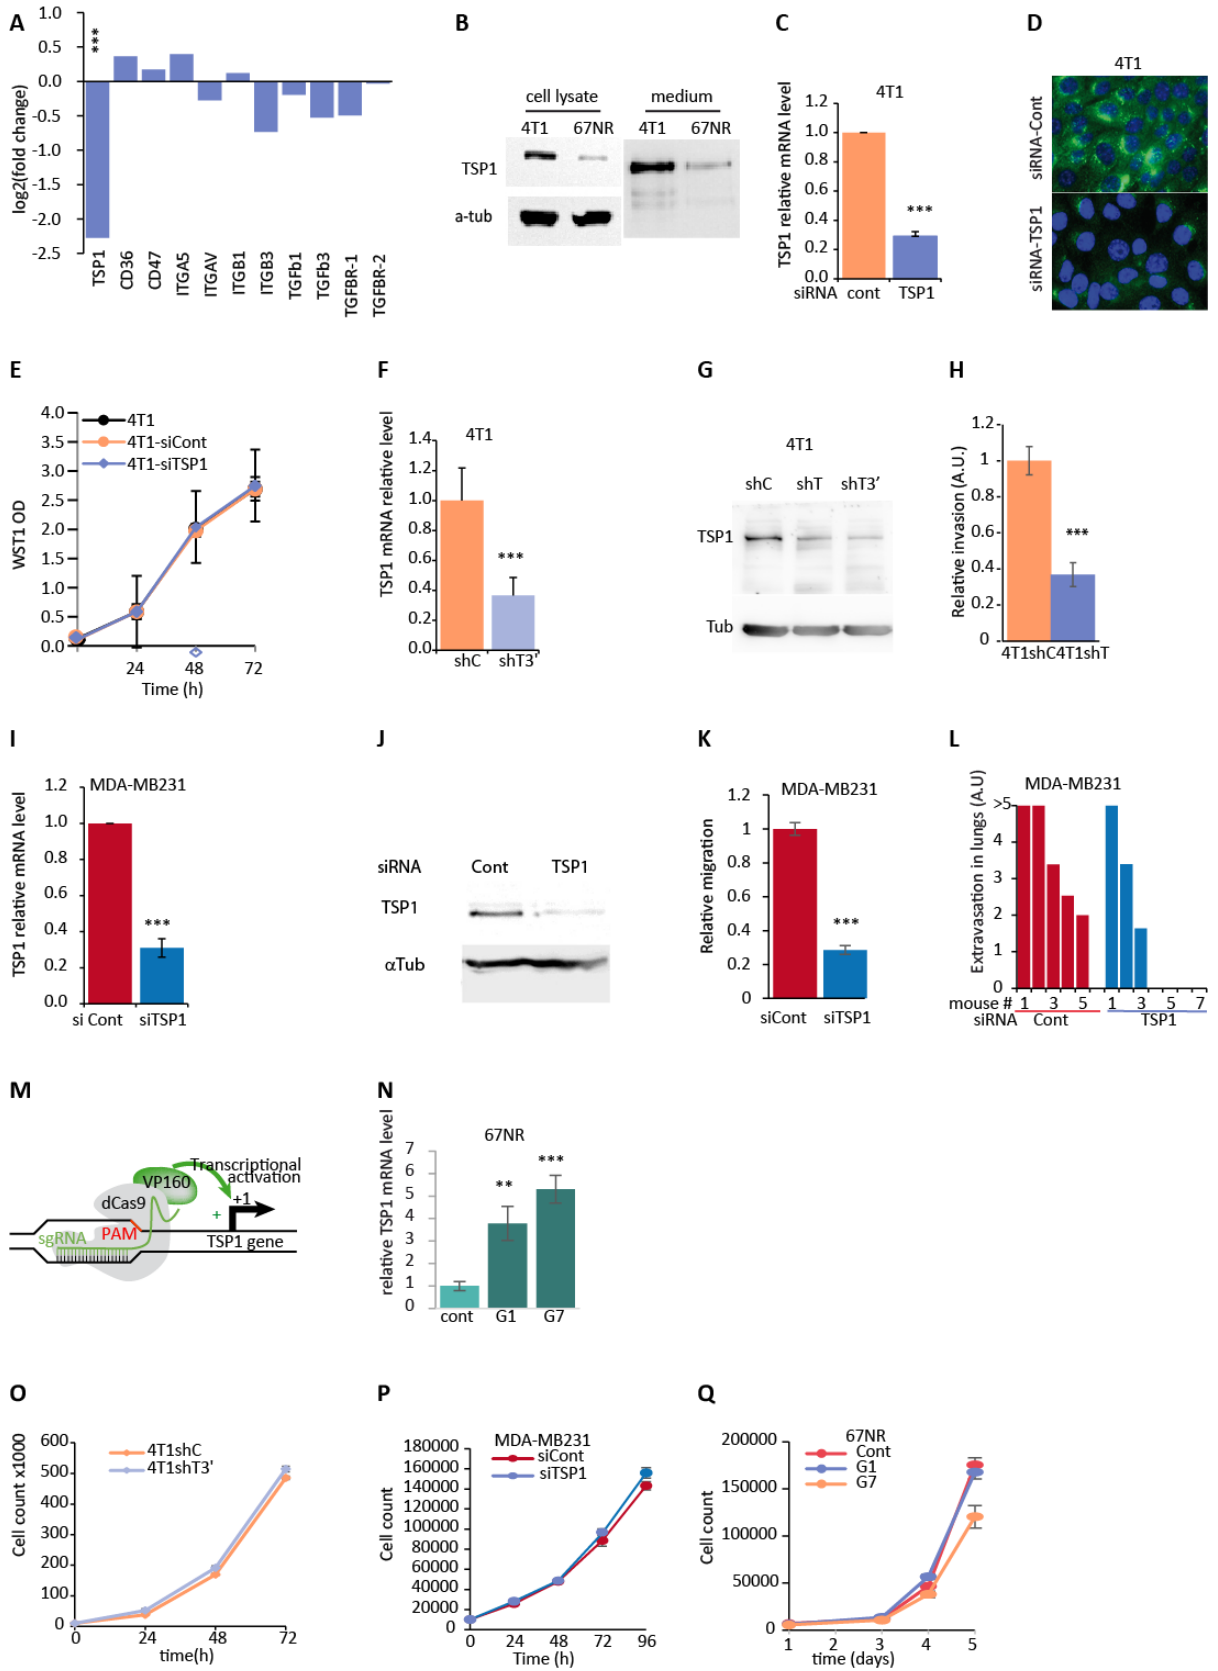 A
***
log2(fold change)
1.0
0.5
0.0
-0.5
-1.0
-1.5
-2.0
-2.5
TSP1
CD36
CD47
ITGA5
ITGAV
ITGB1
ITGB3
TGFb1
TGFb3
TGFBR-1
TGFBR-2
B
cell lysate
medium
4T1 67NR 4T1 67NR
TSP1
a-tub
C
4T1
TSP1 relative mRNA level
1.2
1.0
0.8
0.6
0.4
0.2
0.0
***
siRNA cont TSP1
D
4T1
siRNA-Cont
siRNA-TSP1
E
WST1 OD
4.0
3.5
3.0
2.5
2.0
1.5
1.0
0.5
0.0
4T1
4T1-siCont
4T1-siTSP1
24 48 72
Time (h)
F
4T1
TSP1 mRNA relative level
1.4
1.2
1.0
0.8
0.6
0.4
0.2
0.0
***
shC shT3'
G
4T1
shC shT shT3'
TSP1
Tub
H
Relative invasion (A.U.)
1.2
1
0.8
0.6
0.4
0.2
0
***
4T1shC4T1shT
I
MDA-MB231
TSP1 relative mRNA level
1.2
1.0
0.8
0.6
0.4
0.2
0.0
***
si Cont siTSP1
J
siRNA Cont TSP1
TSP1
αTub
K
MDA-MB231
Relative migration
1.2
1
0.8
0.6
0.4
0.2
0
***
siCont siTSP1
L
MDA-MB231
Extravasation in lungs (A.U)
>5
4
3
2
1
0
mouse # 1 3 5 1 3 5 7
siRNA Cont TSP1
M
Transcriptional
activation
VP160
dCas9
+1
+
sgRNA
PAM
TSP1 gene
N
67NR
relative TSP1 mRNA level
7
6
5
4
3
2
1
0
**
***
cont G1 G7
O
Cell count x1000
600
500
400
300
200
100
0
4T1shC
4T1shT3'
0 24 48 72
time(h)
P
MDA-MB231
siCont
siTSP1
Cell count
180000
160000
140000
120000
100000
80000
60000
40000
20000
0
0 24 48 72 96
Time (h)
Q
67NR
Cont
G1
G7
Cell count
200000
150000
100000
50000
0
1 2 3 4 5
time (days)